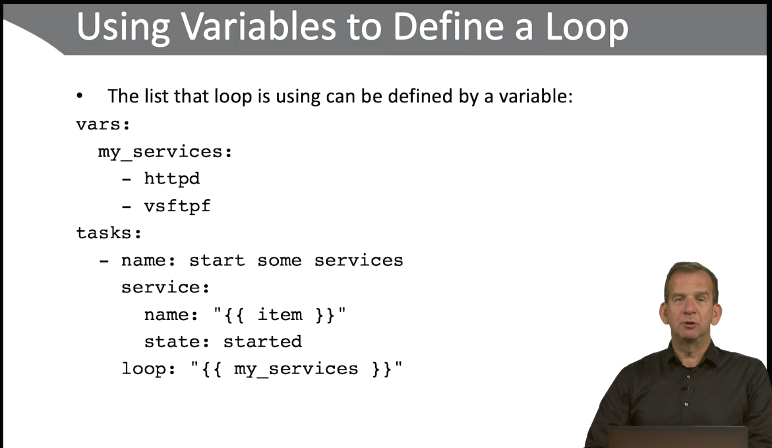 Using Variables to Define a Loop
• The list that loop is using can be defined by a variable:
vars:
  my_services:
    - httpd
    - vsftpf
tasks:
  - name: start some services
    service:
      name: "{{ item }}"
      state: started
    loop: "{{ my_services }}"